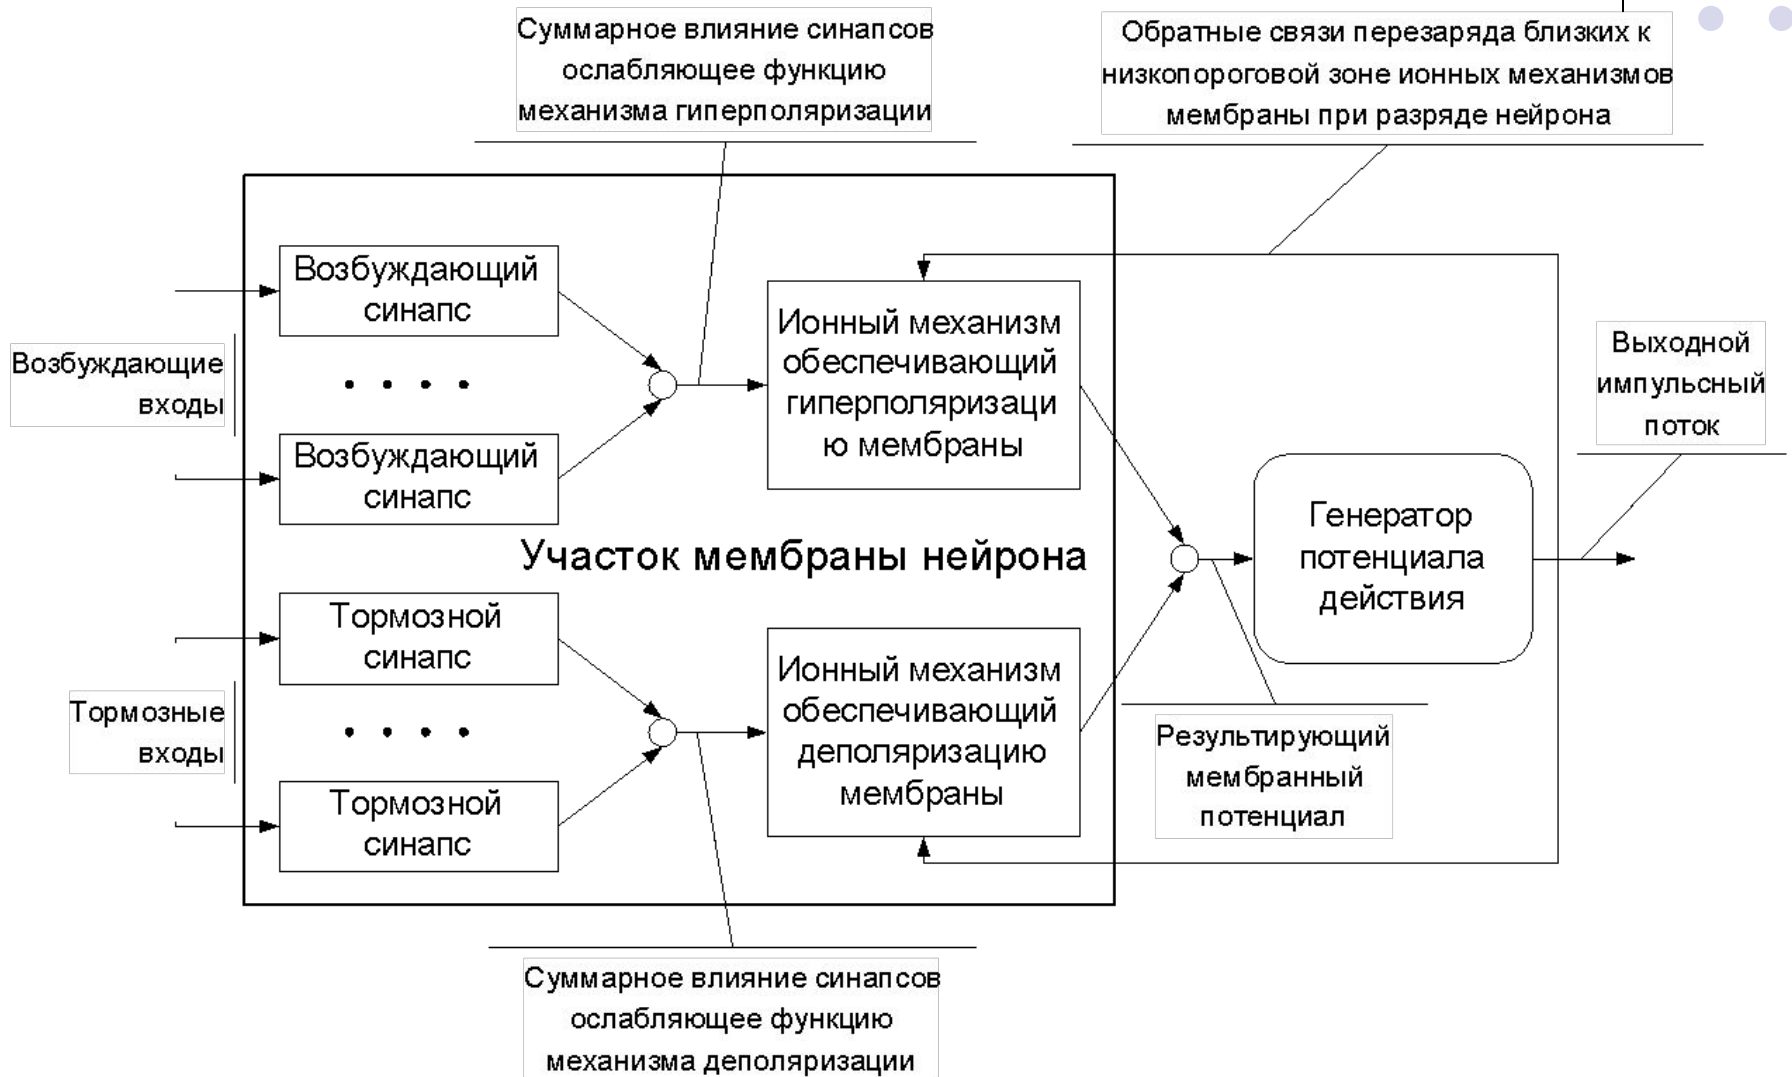 Суммарное влияние синапсов
ослабляющее функцию
механизма гиперполяризации
Обратные связи перезаряда близких к
низкопороговой зоне ионных механизмов
мембраны при разряде нейрона
Возбуждающие
входы
Возбуждающий
синапс
Возбуждающий
синапс
Ионный механизм
обеспечивающий
гиперполяризаци
ю мембраны
Выходной
импульсный
поток
Участок мембраны нейрона
Генератор
потенциала
действия
Тормозные
входы
Тормозной
синапс
Тормозной
синапс
Ионный механизм
обеспечивающий
деполяризацию
мембраны
Результирующий
мембранный
потенциал
Суммарное влияние синапсов
ослабляющее функцию
механизма деполяризации